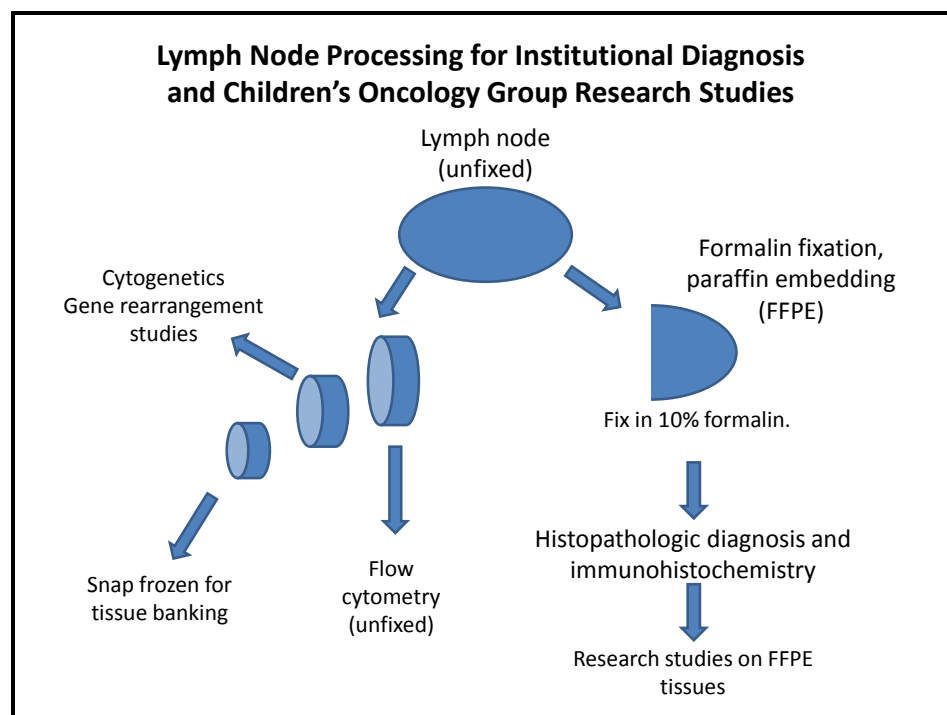 Lymph Node Processing for Institutional Diagnosis
and Children’s Oncology Group Research Studies
Lymph node
(unfixed)
Formalin fixation,
paraffin embedding
(FFPE)
Cytogenetics
Gene rearrangement
studies
Fix in 10% formalin.
Histopathologic diagnosis and
immunohistochemistry
Snap frozen for
tissue banking
Flow
cytometry
(unfixed)
Research studies on FFPE
tissues